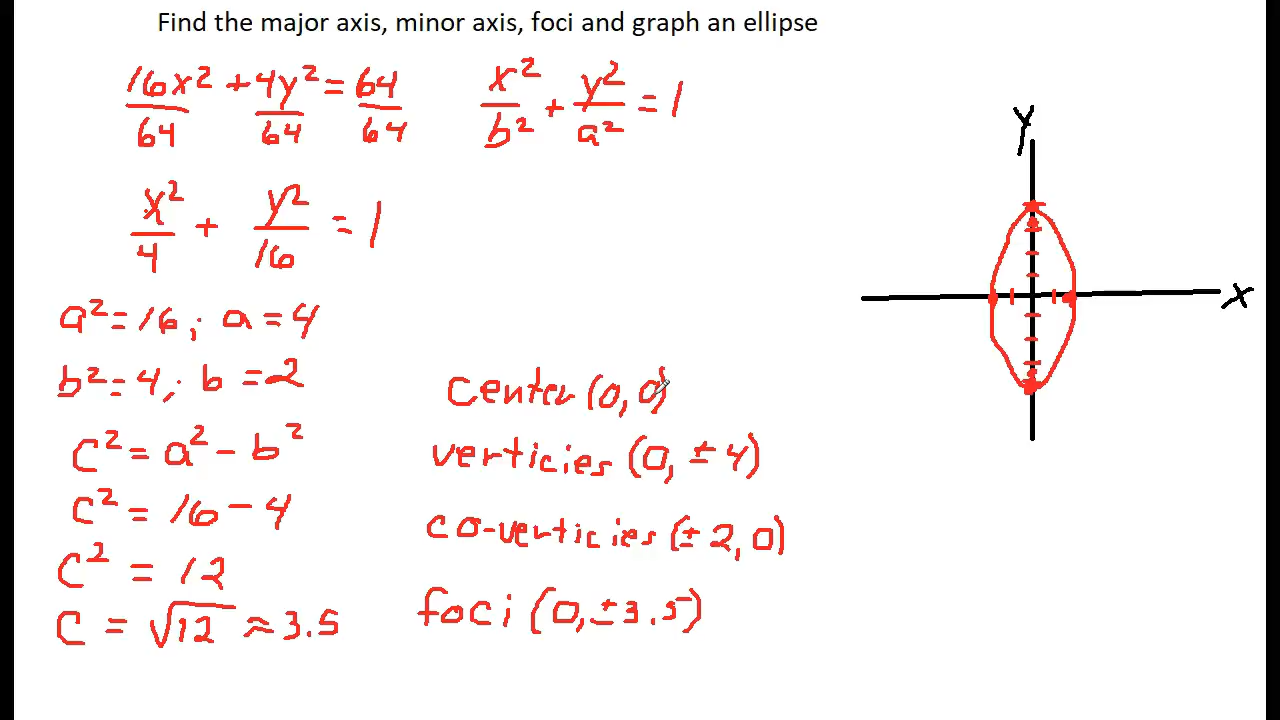 Find the major axis, minor axis, foci and graph an ellipse
16x²/64 + 4y²/64 = 64/64
x²/b² + y²/a² = 1
x²/4 + y²/16 = 1
a² = 16; a = 4
b² = 4; b = 2
c² = a² - b²
c² = 16 - 4
c² = 12
c = √12 ≈ 3.5
center (0, 0)
verticies (0, ± 4)
co-verticies (± 2, 0)
foci (0, ±3.5)
Y
X